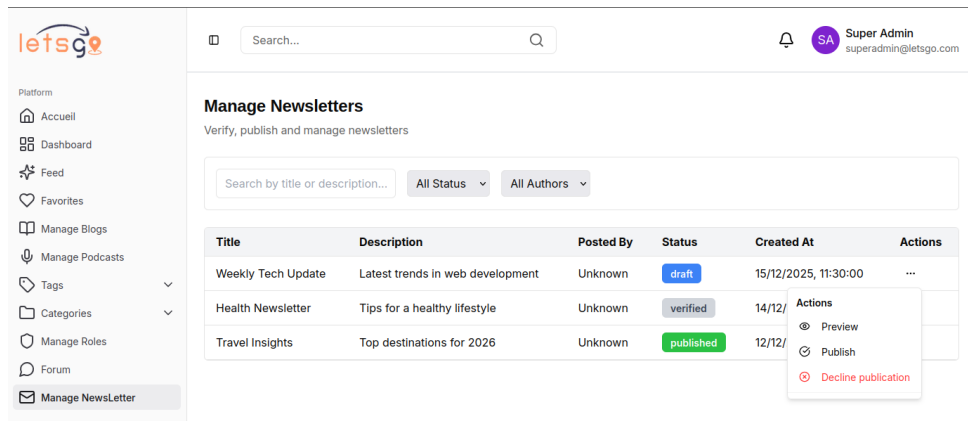 letsgo
Search...
SA
Super Admin
superadmin@letsgo.com
Platform
Accueil
Dashboard
Feed
Favorites
Manage Blogs
Manage Podcasts
Tags
Categories
Manage Roles
Forum
Manage NewsLetter
Manage Newsletters
Verify, publish and manage newsletters
Search by title or description...
All Status
All Authors
Title Description Posted By Status Created At Actions
Weekly Tech Update Latest trends in web development Unknown draft 15/12/2025, 11:30:00 ...
Health Newsletter Tips for a healthy lifestyle Unknown verified 14/12/
Travel Insights Top destinations for 2026 Unknown published 12/12/
Actions
Preview
Publish
Decline publication